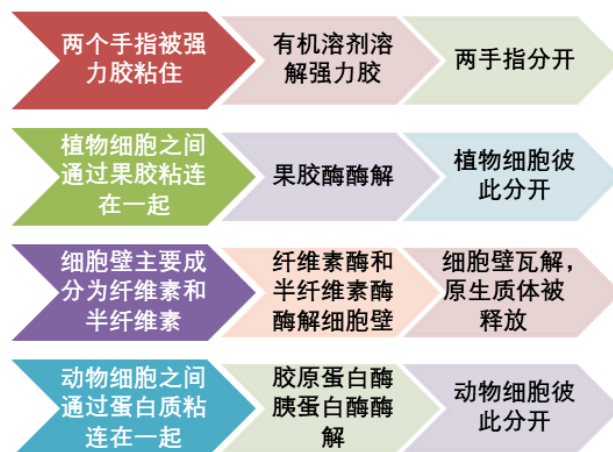 两个手指被强
力胶粘住
有机溶剂溶
解强力胶
两手指分开
植物细胞之间
通过果胶粘连
在一起
果胶酶酶解
植物细胞彼
此分开
细胞壁主要成
分为纤维素和
半纤维素
纤维素酶和
半纤维素酶
酶解细胞壁
细胞壁瓦解，
原生质体被
释放
动物细胞之间
通过蛋白质粘
连在一起
胶原蛋白酶
胰蛋白酶酶
解
动物细胞彼
此分开